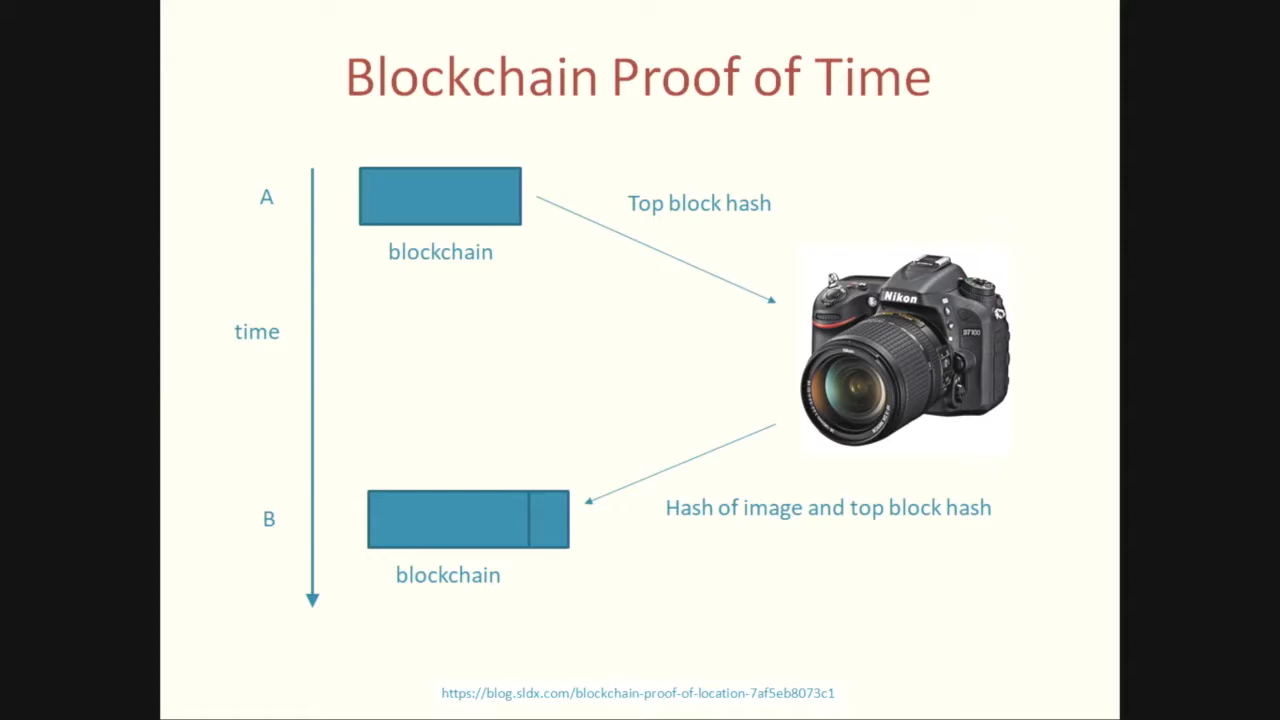 Blockchain Proof of Time
A
Top block hash
blockchain
Nikon
D7100
time
B
Hash of image and top block hash
blockchain
https://blog.sldx.com/blockchain-proof-of-location-7af5eb8073c1